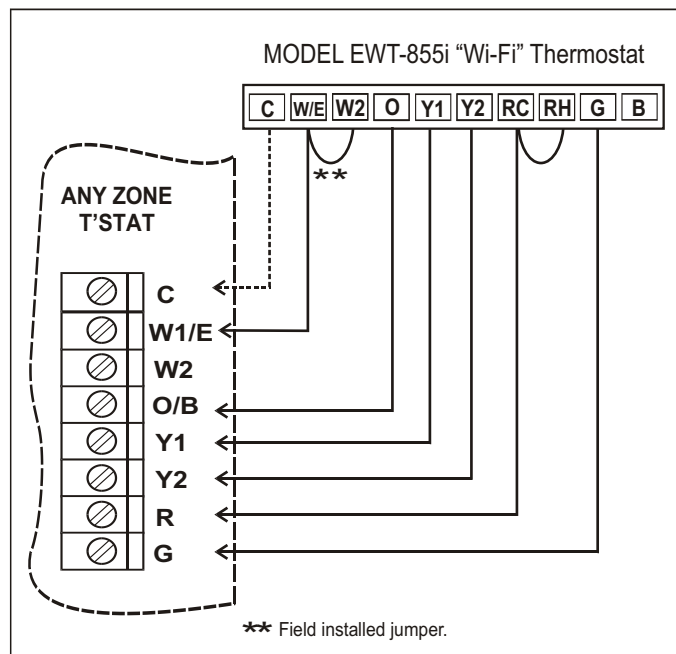 MODEL EWT-855i “Wi-Fi” Thermostat
C W/E W2 O Y1 Y2 RC RH G B
**
ANY ZONE
T’STAT
C
W1/E
W2
O/B
Y1
Y2
R
G
** Field installed jumper.